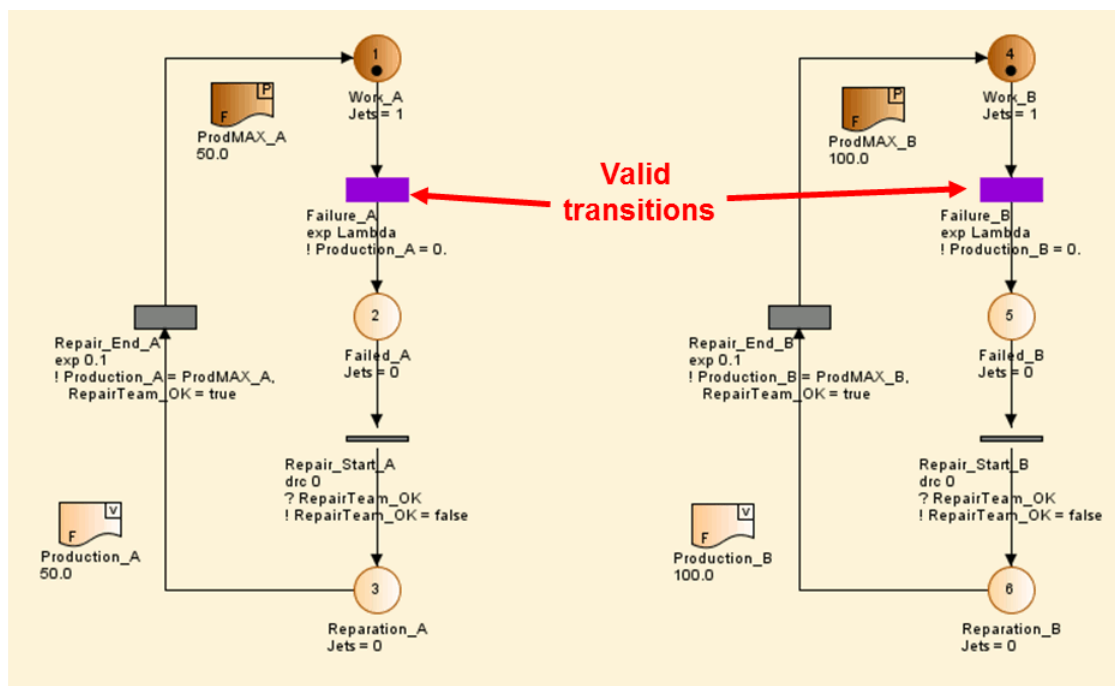 1
Work_A
Jets = 1
P
F
ProdMAX_A
50.0
Failure_A
exp Lambda
! Production_A = 0.
2
Failed_A
Jets = 0
Repair_End_A
exp 0.1
! Production_A = ProdMAX_A,
RepairTeam_OK = true
Repair_Start_A
drc 0
? RepairTeam_OK
! RepairTeam_OK = false
V
F
Production_A
50.0
3
Reparation_A
Jets = 0
Valid
transitions
4
Work_B
Jets = 1
P
F
ProdMAX_B
100.0
Failure_B
exp Lambda
! Production_B = 0.
5
Failed_B
Jets = 0
Repair_End_B
exp 0.1
! Production_B = ProdMAX_B,
RepairTeam_OK = true
Repair_Start_B
drc 0
? RepairTeam_OK
! RepairTeam_OK = false
V
F
Production_B
100.0
6
Reparation_B
Jets = 0